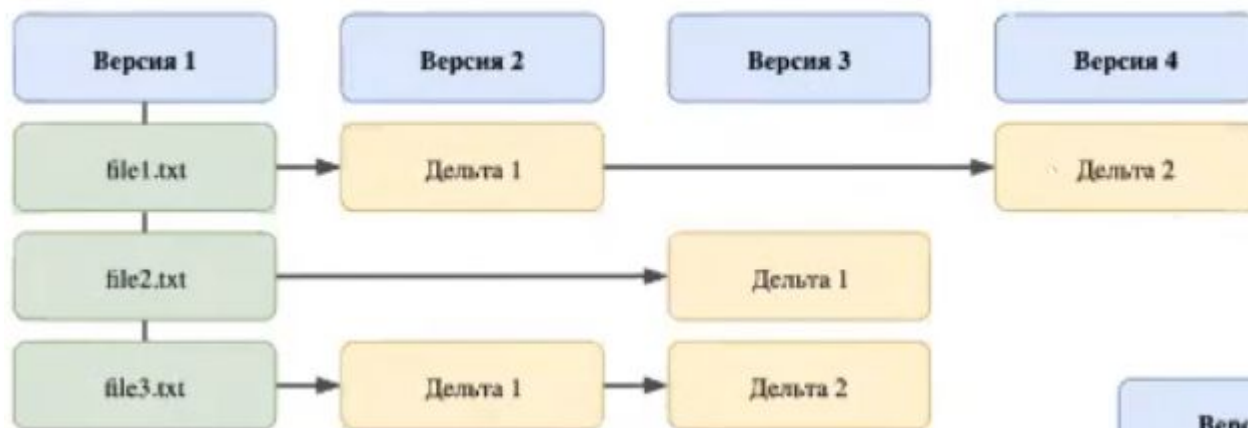 Версия 1 Версия 2 Версия 3 Версия 4
file1.txt Дельта 1 Дельта 2
file2.txt Дельта 1
file3.txt Дельта 1 Дельта 2